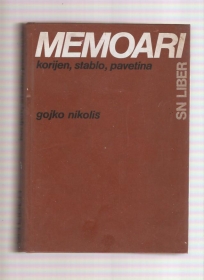 MEMOARI
korijen, stablo, pavetina
gojko nikoliš
SN LIBER